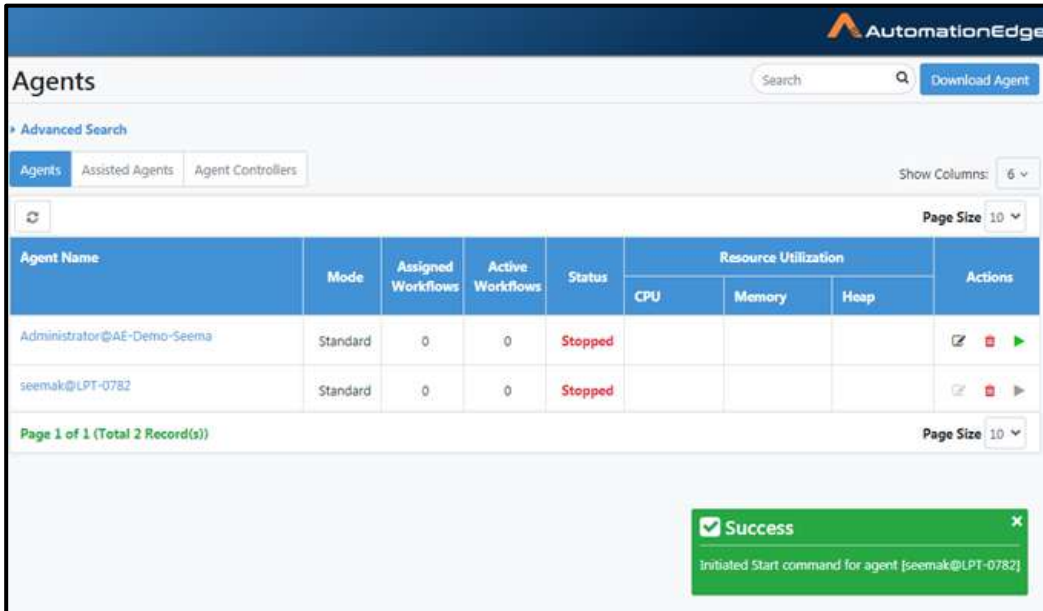 AutomationEdge
Agents
Search
Download Agent
Advanced Search
Agents Assisted Agents Agent Controllers
Show Columns: 6
Page Size 10
Agent Name Mode Assigned Workflows Active Workflows Status Resource Utilization Actions
CPU Memory Heap
Administrator@AE-Demo-Seema Standard 0 0 Stopped
seemak@LPT-0782 Standard 0 0 Stopped
Page 1 of 1 (Total 2 Record(s)) Page Size 10
Success
Initiated Start command for agent [seemak@LPT-0782]